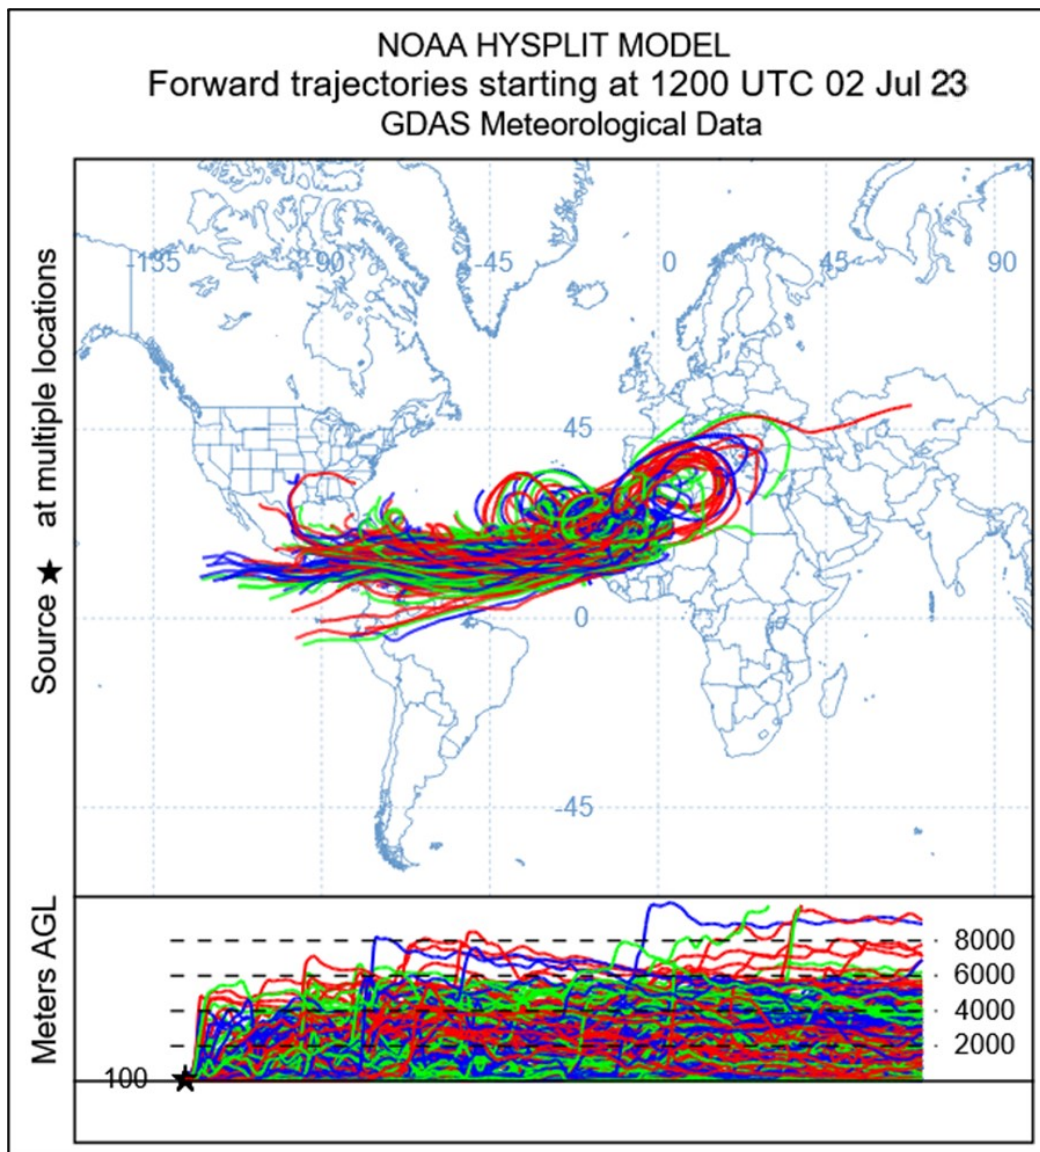 NOAA HYSPLIT MODEL
Forward trajectories starting at 1200 UTC 02 Jul 23
GDAS Meteorological Data
Source ★ at multiple locations
-135 -90 -45 0 45 90
45
0
-45
Meters AGL
8000
6000
4000
2000
100